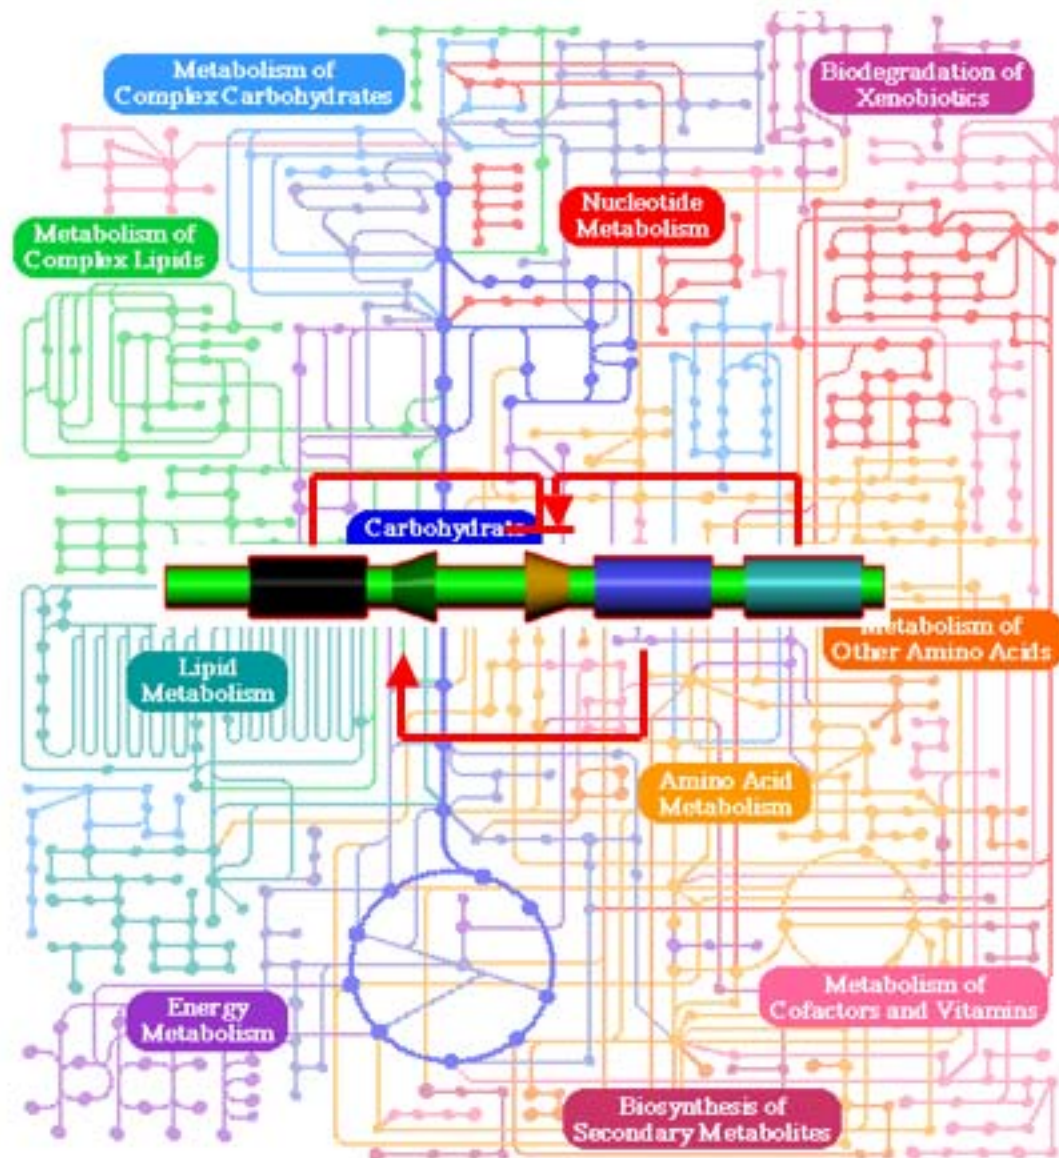 Metabolism of
Complex Carbohydrates
Biodegradation of
Xenobiotics
Nucleotide
Metabolism
Metabolism of
Complex Lipids
Carbohydrate
Metabolism of
Other Amino Acids
Lipid
Metabolism
Amino Acid
Metabolism
Metabolism of
Cofactors and Vitamins
Energy
Metabolism
Biosynthesis of
Secondary Metabolites